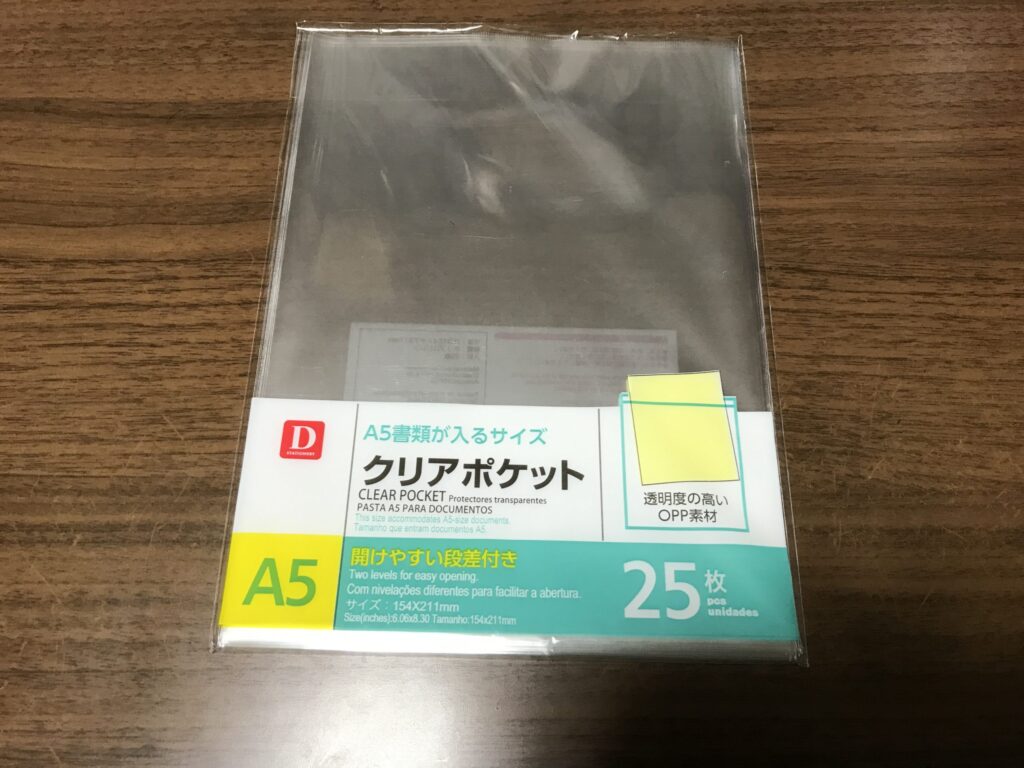 D
STATIONERY
A5書類が入るサイズ
クリアポケット
CLEAR POCKET Protectores transparentes
PASTA A5 PARA DOCUMENTOS
This size accommodates A5-size documents.
Tamanho que entram documentos A5.
透明度の高い
OPP素材
A5
開けやすい段差付き
Two levels for easy opening.
Com nivelações diferentes para facilitar a abertura.
サイズ：154X211mm
Size(inches):6.06x8.30 Tamanho:154x211mm
25枚
pcs
unidades